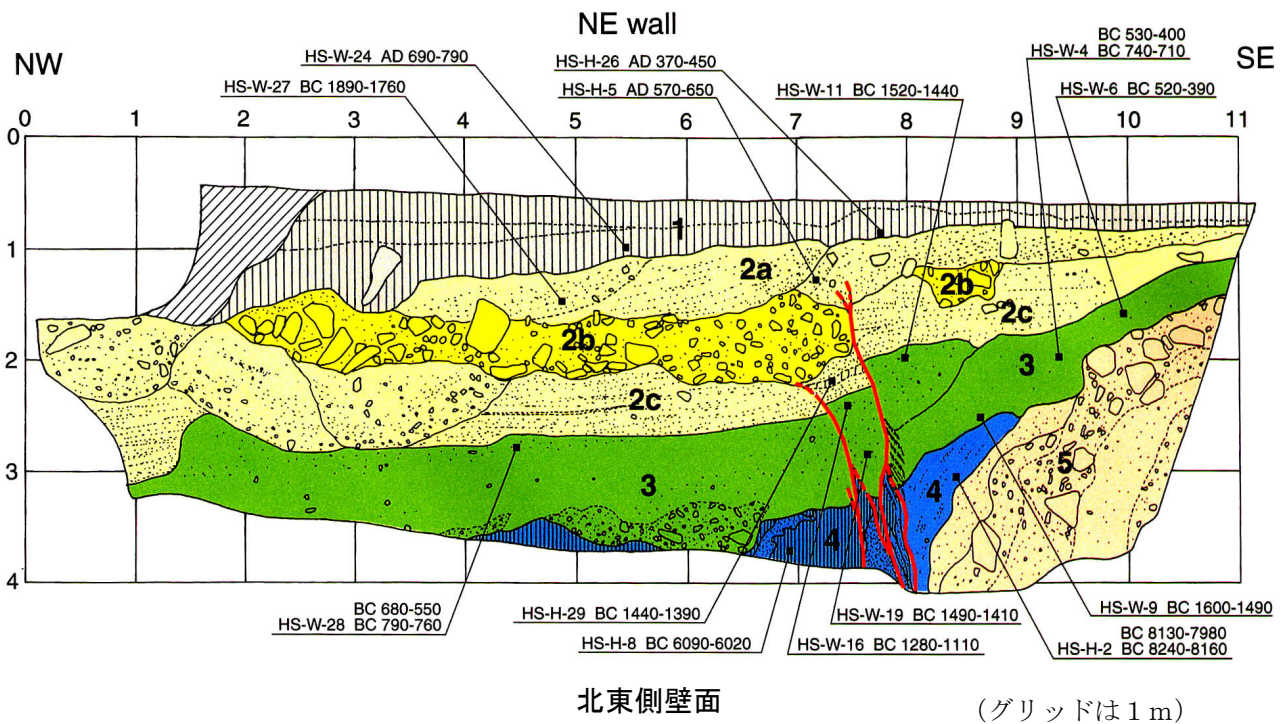 NE wall
NW
SE
HS-W-24 AD 690-790
HS-W-27 BC 1890-1760
HS-H-26 AD 370-450
HS-H-5 AD 570-650
HS-W-11 BC 1520-1440
BC 530-400
HS-W-4 BC 740-710
HS-W-6 BC 520-390
0 1 2 3 4 5 6 7 8 9 10 11
0
1
2
3
4
1
2a
2b
2b
2c
2c
3
3
4
4
5
BC 680-550
HS-W-28 BC 790-760
HS-H-29 BC 1440-1390
HS-H-8 BC 6090-6020
HS-W-19 BC 1490-1410
HS-W-16 BC 1280-1110
HS-W-9 BC 1600-1490
BC 8130-7980
HS-H-2 BC 8240-8160
北東側壁面
（グリッドは１ｍ）